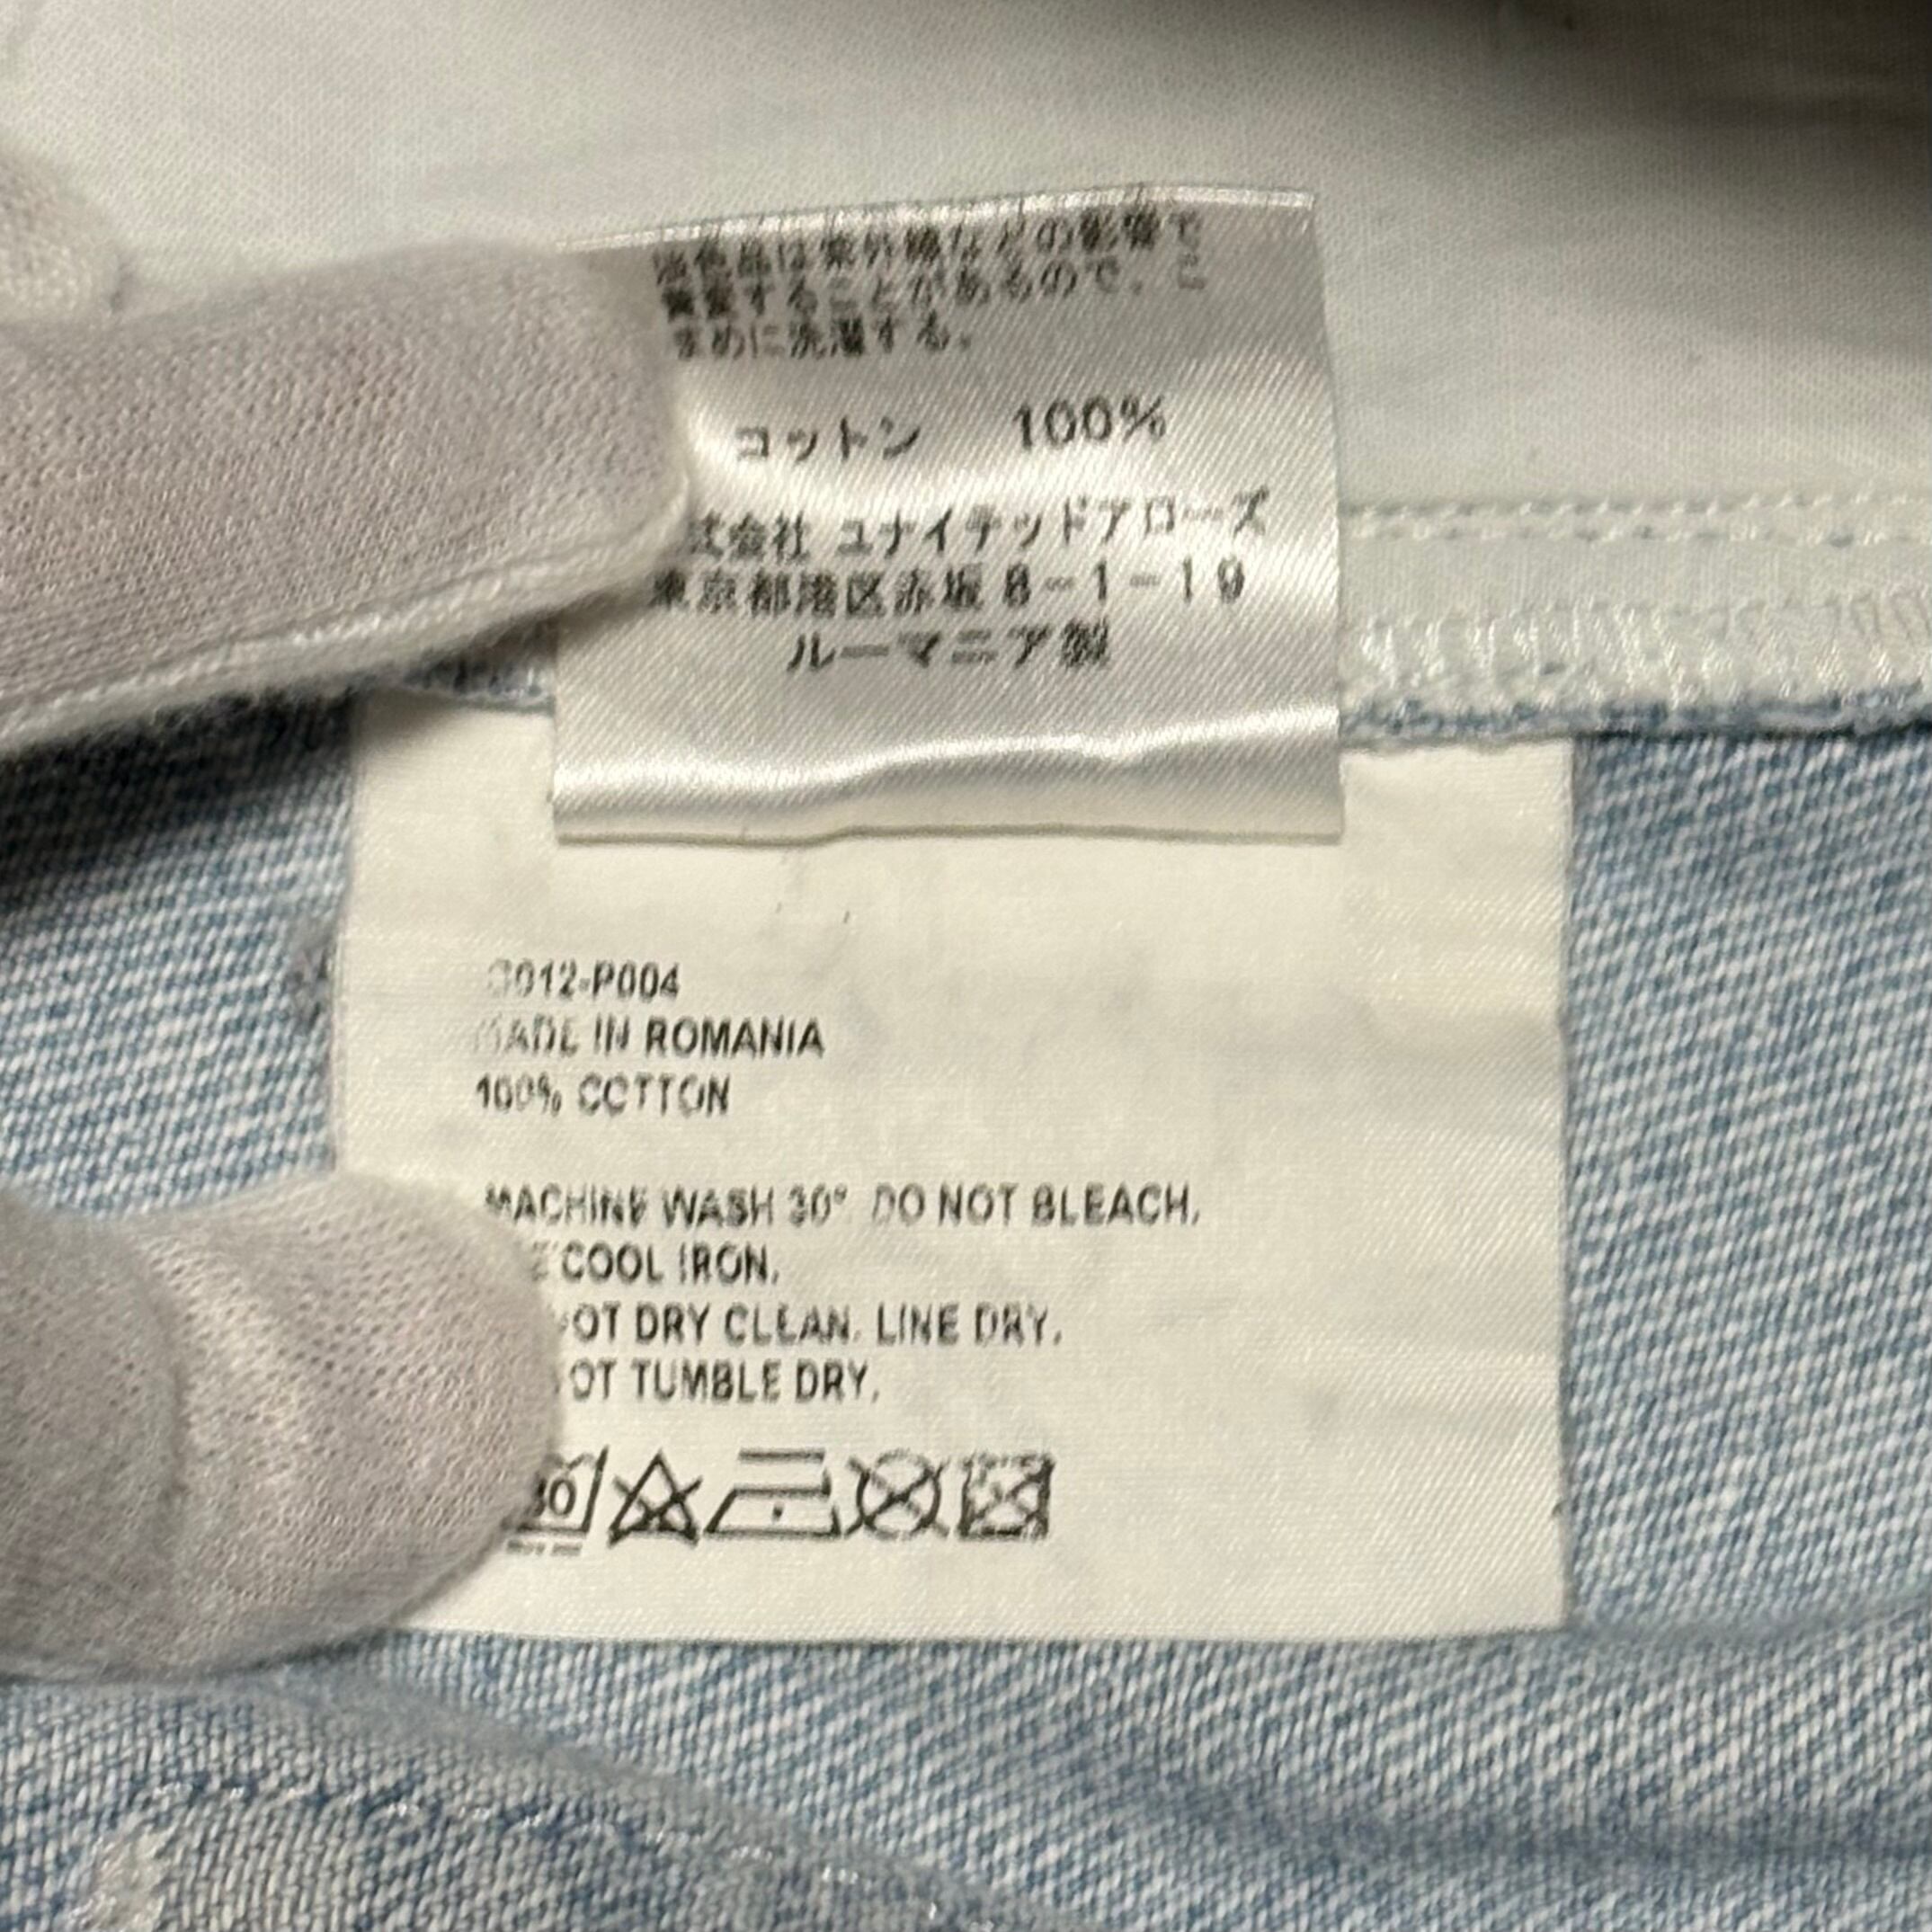 淡色品は紫外線などの影響で
黄変することがあるので、こ
まめに洗濯する。
コットン 100%
式会社 ユナイテッドアローズ
東京都港区赤坂8-1-19
ルーマニア製
012-P004
MADE IN ROMANIA
100% COTTON
MACHINE WASH 30° DO NOT BLEACH.
COOL IRON.
OT DRY CLEAN. LINE DRY.
OT TUMBLE DRY.
30